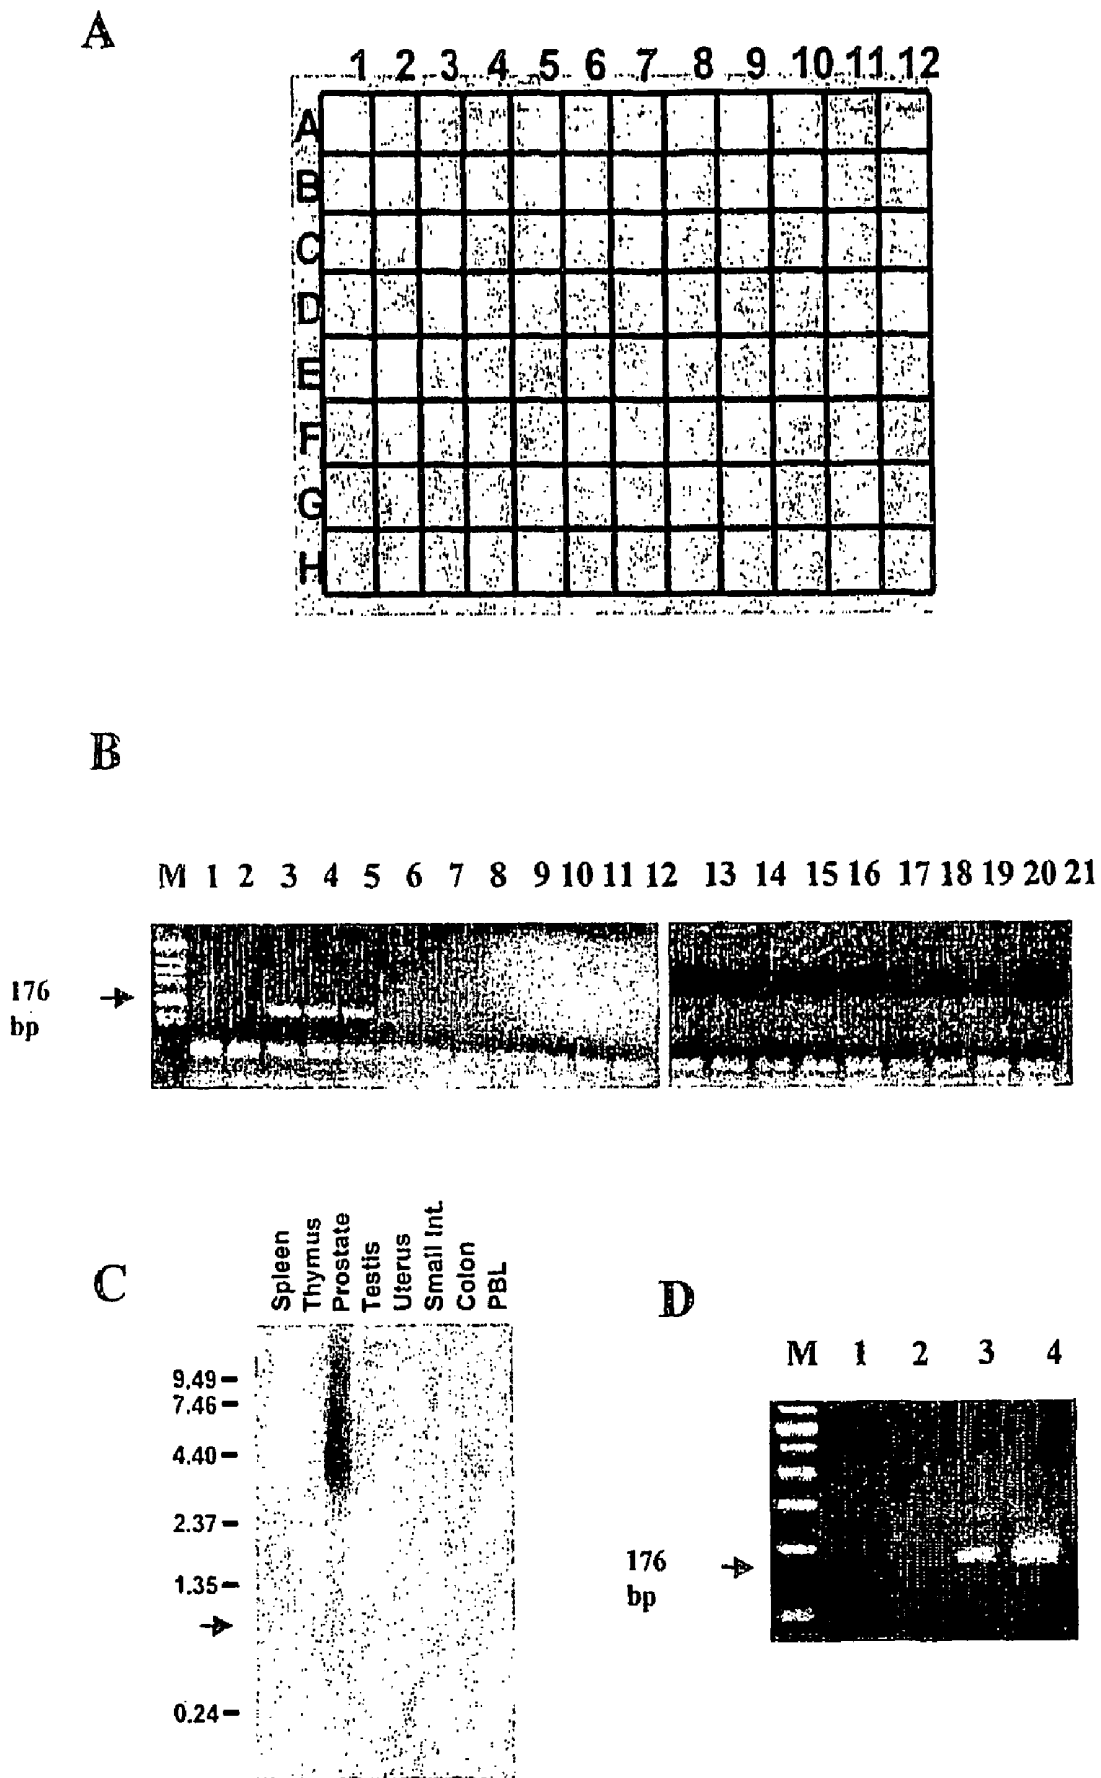 A
1 2 3 4 5 6 7 8 9 10 11 12
A
B
C
D
E
F
G
H
B
M 1 2 3 4 5 6 7 8 9 10 11 12 13 14 15 16 17 18 19 20 21
176
bp
C
Spleen
Thymus
Prostate
Testis
Uterus
Small Int.
Colon
PBL
9.49
7.46
4.40
2.37
1.35
0.24
D
M 1 2 3 4
176
bp